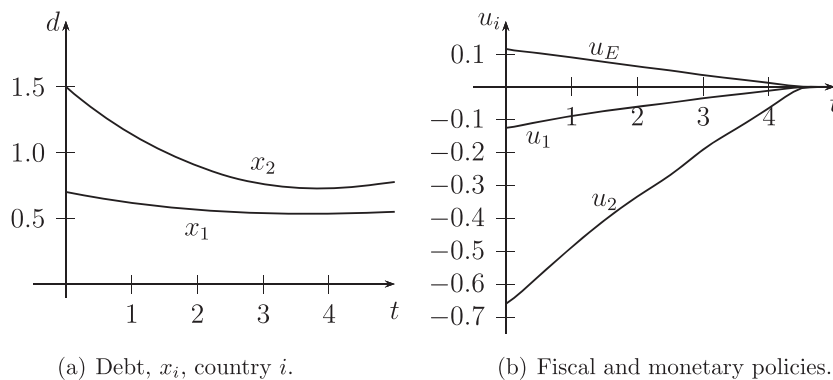 d
1.5
1.0
0.5
x₂
x₁
1 2 3 4 t
(a) Debt, xᵢ, country i.
uᵢ
0.1
u_E
1 2 3 4 t
−0.1
u₁
−0.2
−0.3
u₂
−0.4
−0.5
−0.6
−0.7
(b) Fiscal and monetary policies.